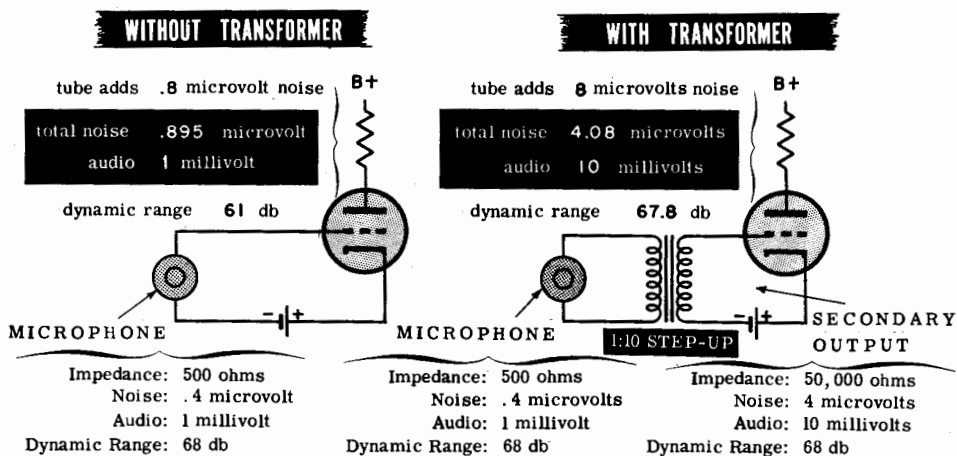 WITHOUT TRANSFORMER
tube adds .8 microvolt noise
B+
total noise .895 microvolt
audio 1 millivolt
dynamic range 61 db
- +
MICROPHONE
Impedance: 500 ohms
Noise: .4 microvolt
Audio: 1 millivolt
Dynamic Range: 68 db
WITH TRANSFORMER
tube adds 8 microvolts noise
B+
total noise 4.08 microvolts
audio 10 millivolts
dynamic range 67.8 db
- +
MICROPHONE
1:10 STEP-UP
SECONDARY
OUTPUT
Impedance: 500 ohms
Noise: .4 microvolts
Audio: 1 millivolt
Dynamic Range: 68 db
Impedance: 50,000 ohms
Noise: 4 microvolts
Audio: 10 millivolts
Dynamic Range: 68 db